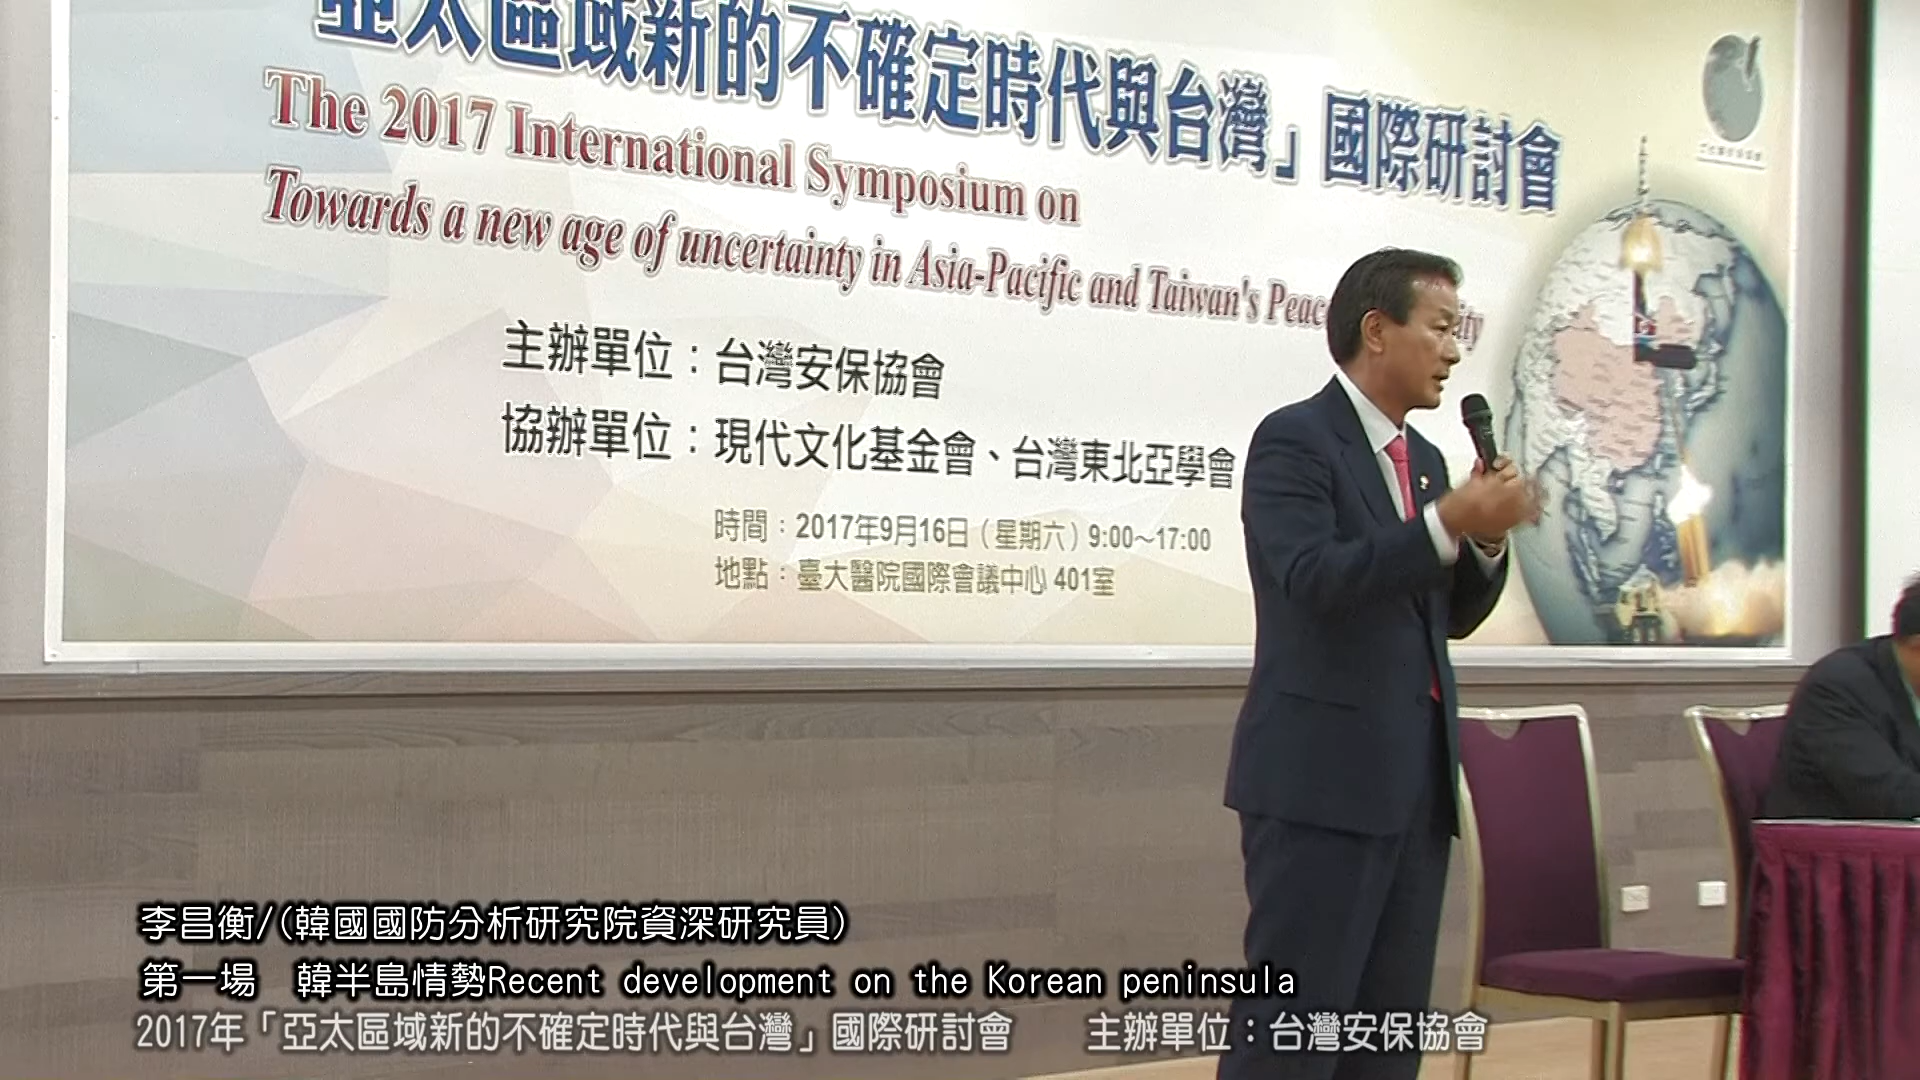 亞太區域新的不確定時代與台灣」國際研討會
The 2017 International Symposium on
Towards a new age of uncertainty in Asia-Pacific and Taiwan's
主辦單位：台灣安保協會
協辦單位：現代文化基金會、台灣東北亞學會
時間：2017年9月16日（星期六）9:00~17:00
地點：臺大醫院國際會議中心 401室
李昌衡/(韓國國防分析研究院資深研究員)
第一場　韓半島情勢Recent development on the Korean peninsula
2017年「亞太區域新的不確定時代與台灣」國際研討會　　主辦單位：台灣安保協會